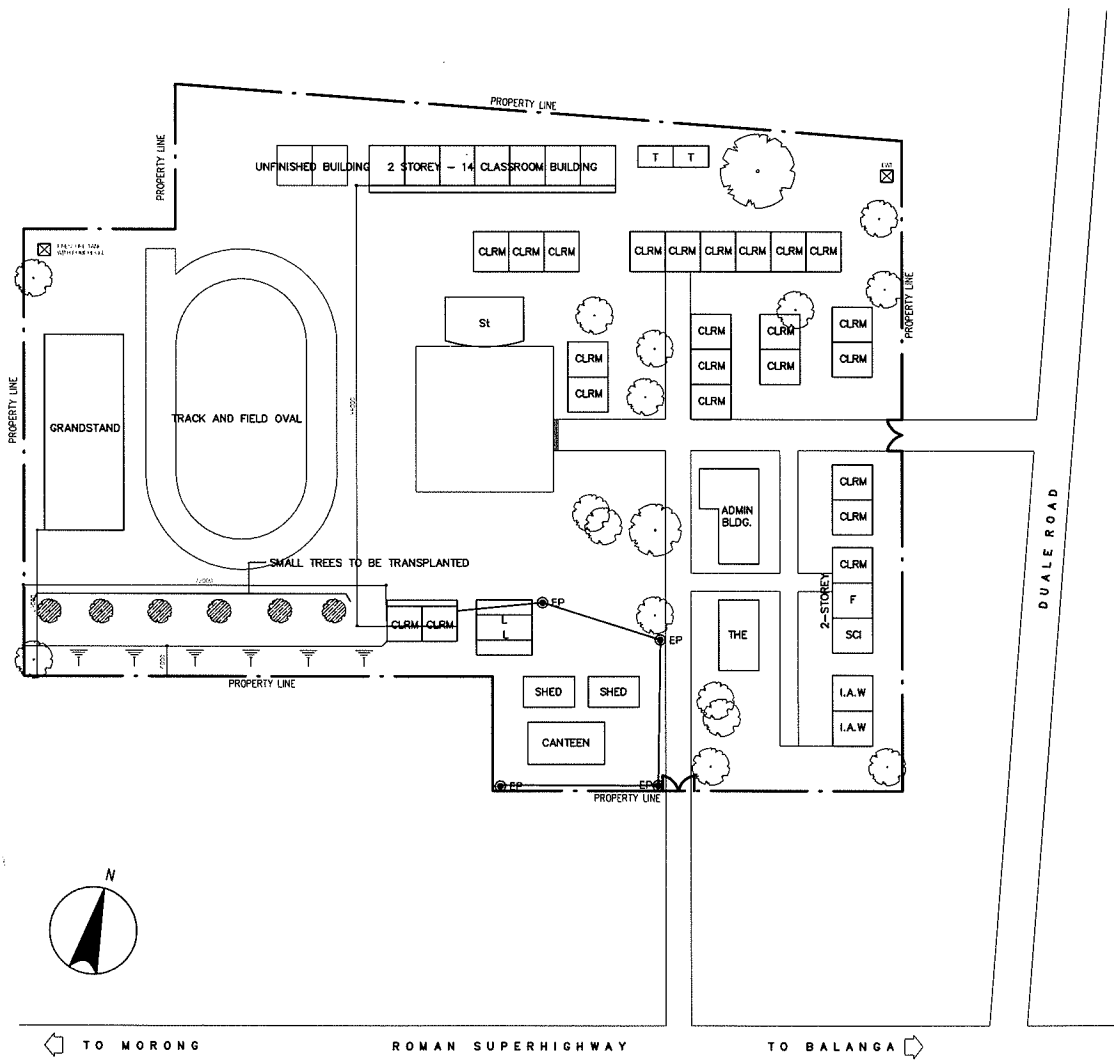 PROPERTY LINE
PROPERTY LINE
UNFINISHED BUILDING
2 STOREY - 14 CLASSROOM BUILDING
T T
PROPERTY LINE
CLRM CLRM CLRM
CLRM CLRM CLRM CLRM CLRM CLRM
PROPERTY LINE
St
CLRM
CLRM
CLRM
CLRM
CLRM
CLRM
CLRM
CLRM
CLRM
PROPERTY LINE
GRANDSTAND
TRACK AND FIELD OVAL
ADMIN
BLDG.
CLRM
CLRM
SMALL TREES TO BE TRANSPLANTED
CLRM
F
SCI
2-STOREY
DUALE ROAD
CLRM CLRM
L
L
EP
EP
THE
PROPERTY LINE
SHED
SHED
I.A.W
I.A.W
CANTEEN
EP
EP
PROPERTY LINE
N
TO MORONG
ROMAN SUPERHIGHWAY
TO BALANGA